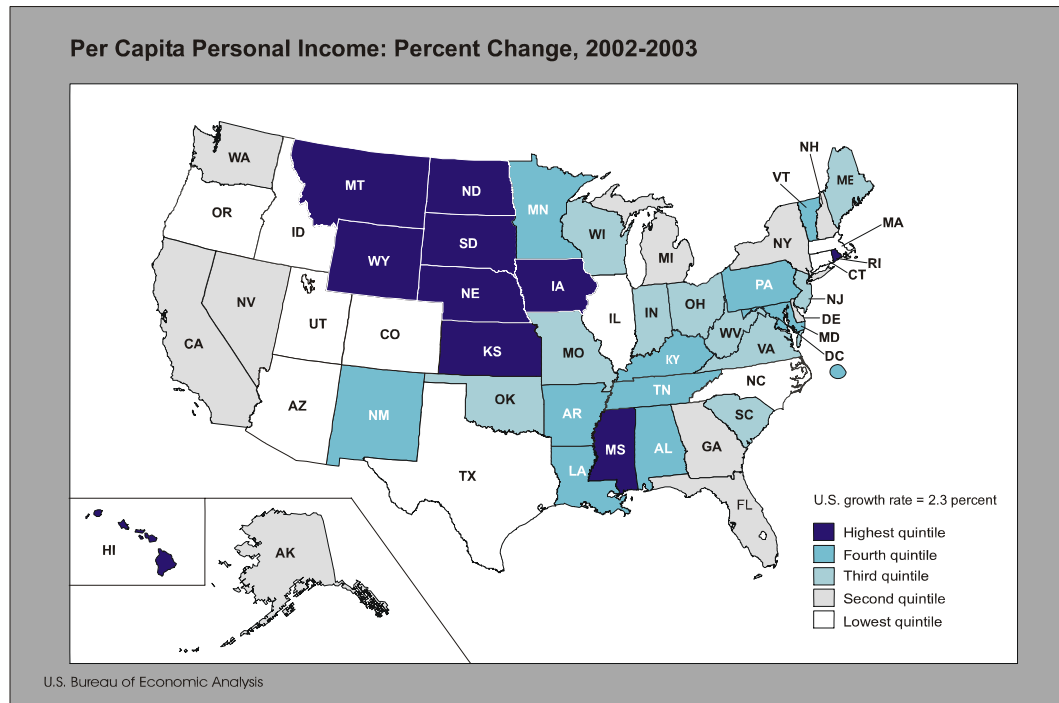 Per Capita Personal Income: Percent Change, 2002-2003
WA
MT
ND
MN
OR
ID
SD
WY
WI
MI
NH
VT
ME
MA
NY
RI
CT
NV
CA
UT
CO
NE
IA
IL
IN
OH
PA
NJ
DE
MD
DC
WV
VA
KS
MO
KY
AZ
NM
OK
AR
TN
NC
SC
TX
LA
MS
AL
GA
FL
HI
AK
U.S. growth rate = 2.3 percent
Highest quintile
Fourth quintile
Third quintile
Second quintile
Lowest quintile
U.S. Bureau of Economic Analysis